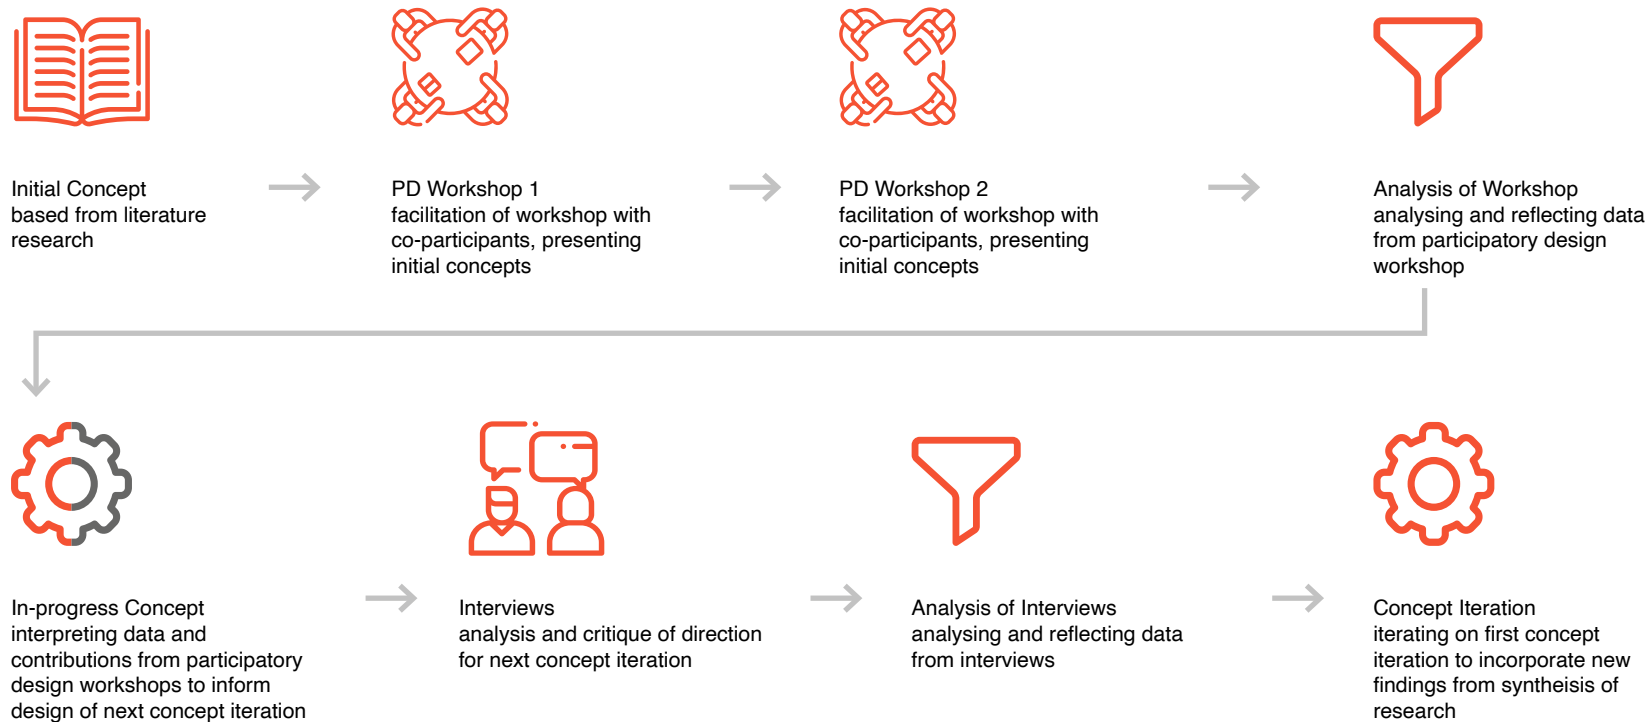 Initial Concept
based from literature
research
PD Workshop 1
facilitation of workshop with
co-participants, presenting
initial concepts
PD Workshop 2
facilitation of workshop with
co-participants, presenting
initial concepts
Analysis of Workshop
analysing and reflecting data
from participatory design
workshop
In-progress Concept
interpreting data and
contributions from participatory
design workshops to inform
design of next concept iteration
Interviews
analysis and critique of direction
for next concept iteration
Analysis of Interviews
analysing and reflecting data
from interviews
Concept Iteration
iterating on first concept
iteration to incorporate new
findings from syntheisis of
research